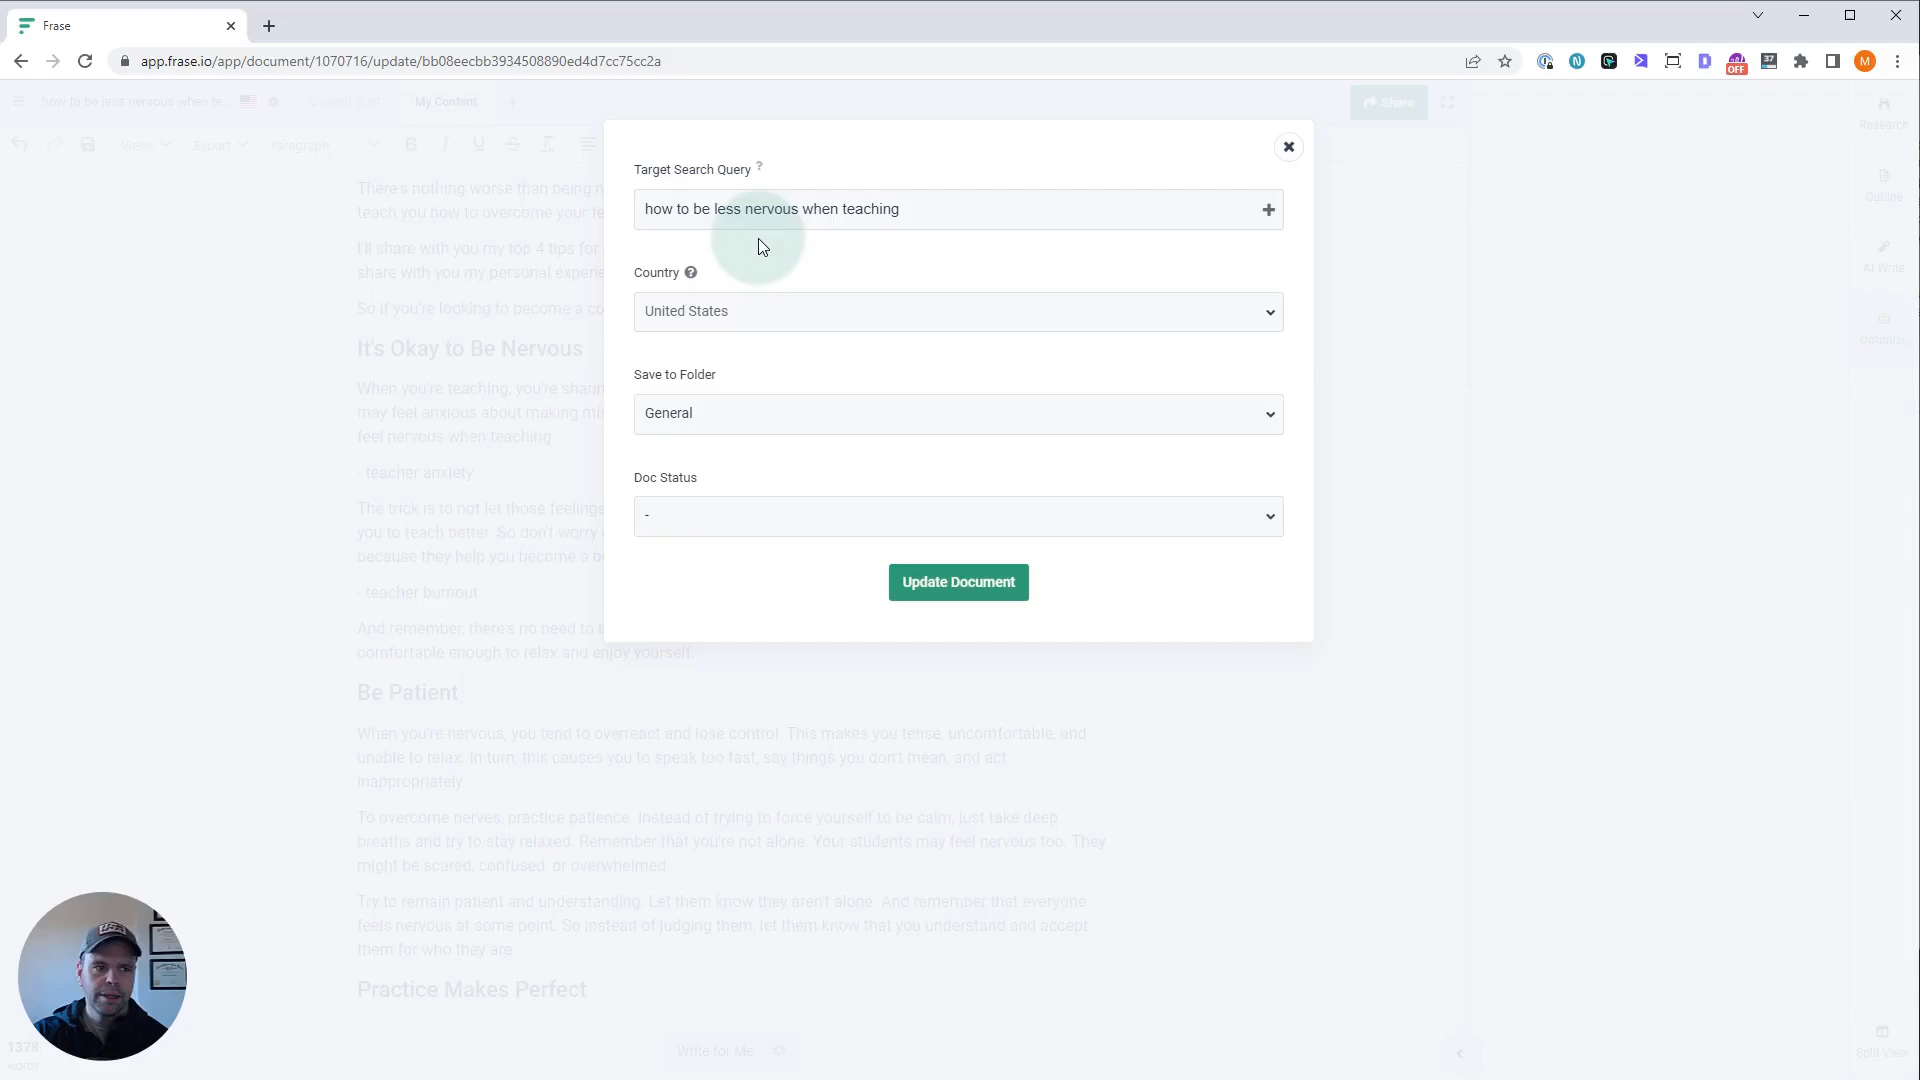 Frase
app.frase.io/app/document/1070716/update/bb08eecbb3934508890ed4d7cc75cc2a
OFF
37
M
how to be less nervous when te...
My Content
Share
Research
Views
Export
Paragraph
B I U S
Target Search Query ?
how to be less nervous when teaching
Country ?
United States
Save to Folder
General
Doc Status
-
Update Document
There's nothing worse than being n
teach you how to overcome your fe
I'll share with you my top 4 tips for
share with you my personal experie
So if you're looking to become a co
It's Okay to Be Nervous
When you're teaching, you're sharin
may feel anxious about making mis
feel nervous when teaching.
- teacher anxiety
The trick is to not let those feelings
you to teach better. So don't worry
because they help you become a be
- teacher burnout
And remember, there's no need to b
comfortable enough to relax and enjoy yourself.
Be Patient
When you're nervous, you tend to overreact and lose control. This makes you tense, uncomfortable, and
unable to relax. In turn, this causes you to speak too fast, say things you don't mean, and act
inappropriately.
To overcome nerves, practice patience. Instead of trying to force yourself to be calm, just take deep
breaths and try to stay relaxed. Remember that you're not alone. Your students may feel nervous too. They
might be scared, confused, or overwhelmed.
Try to remain patient and understanding. Let them know they aren't alone. And remember that everyone
feels nervous at some point. So instead of judging them, let them know that you understand and accept
them for who they are.
Practice Makes Perfect
Outline
AI Write
Optimize
1378
words
Write for Me
Split View